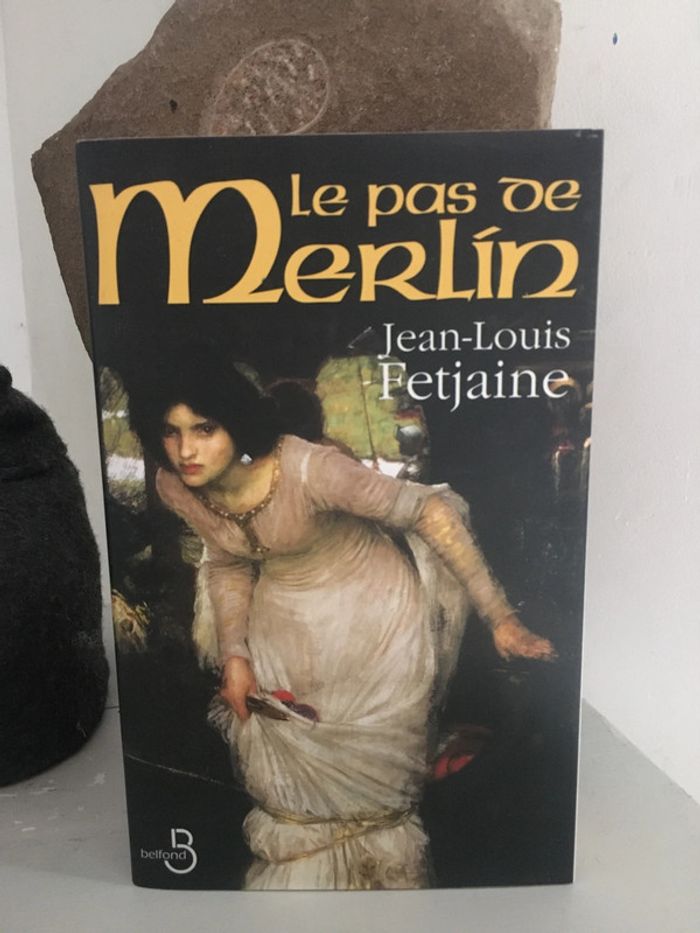 Le pas de
Merlín
Jean-Louis
Fetjaine
belfond
B